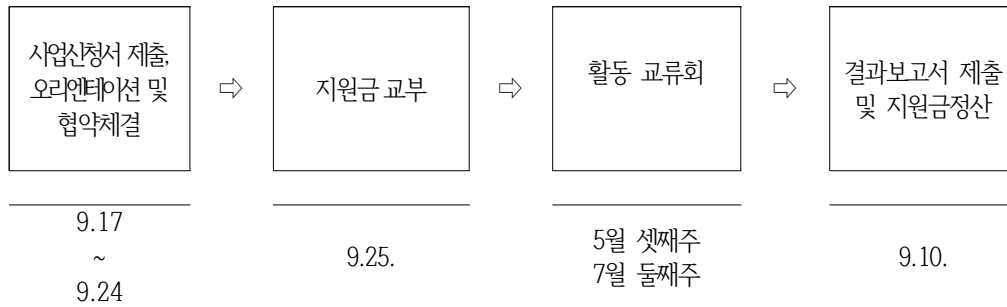 사업신청서 제출,
오리엔테이션 및
협약체결
⇨
지원금 교부
⇨
활동 교류회
⇨
결과보고서 제출
및 지원금정산
9.17
~
9.24
9.25.
5월 셋째주
7월 둘째주
9.10.